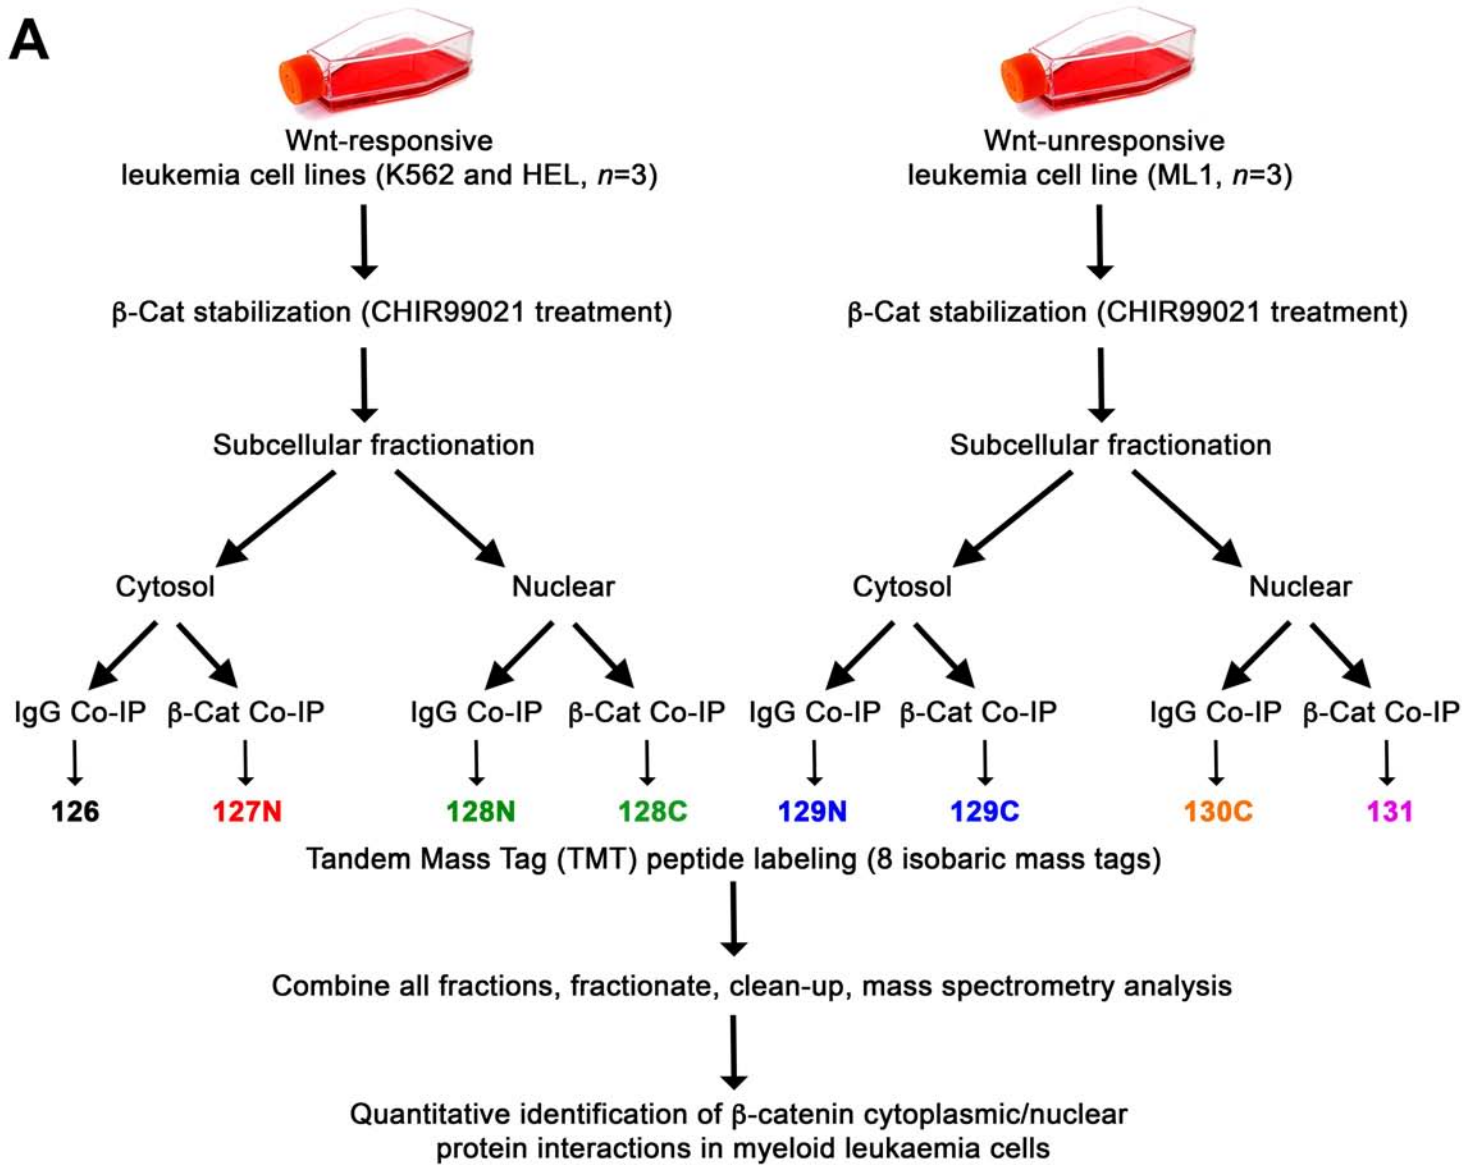 A
Wnt-responsive
leukemia cell lines (K562 and HEL, n=3)
Wnt-unresponsive
leukemia cell line (ML1, n=3)
β-Cat stabilization (CHIR99021 treatment)
β-Cat stabilization (CHIR99021 treatment)
Subcellular fractionation
Subcellular fractionation
Cytosol
Nuclear
Cytosol
Nuclear
IgG Co-IP
β-Cat Co-IP
IgG Co-IP
β-Cat Co-IP
IgG Co-IP
β-Cat Co-IP
IgG Co-IP
β-Cat Co-IP
126
127N
128N
128C
129N
129C
130C
131
Tandem Mass Tag (TMT) peptide labeling (8 isobaric mass tags)
Combine all fractions, fractionate, clean-up, mass spectrometry analysis
Quantitative identification of β-catenin cytoplasmic/nuclear
protein interactions in myeloid leukaemia cells